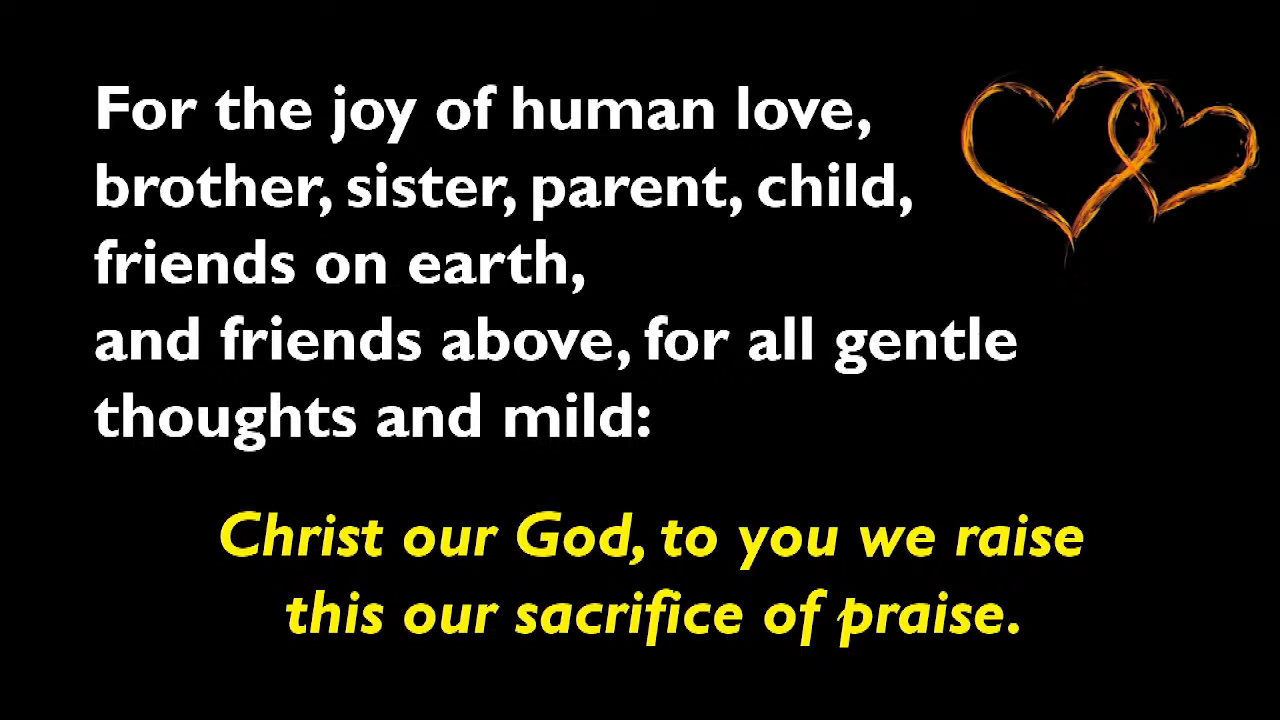 For the joy of human love,
brother, sister, parent, child,
friends on earth,
and friends above, for all gentle
thoughts and mild:
Christ our God, to you we raise
this our sacrifice of praise.